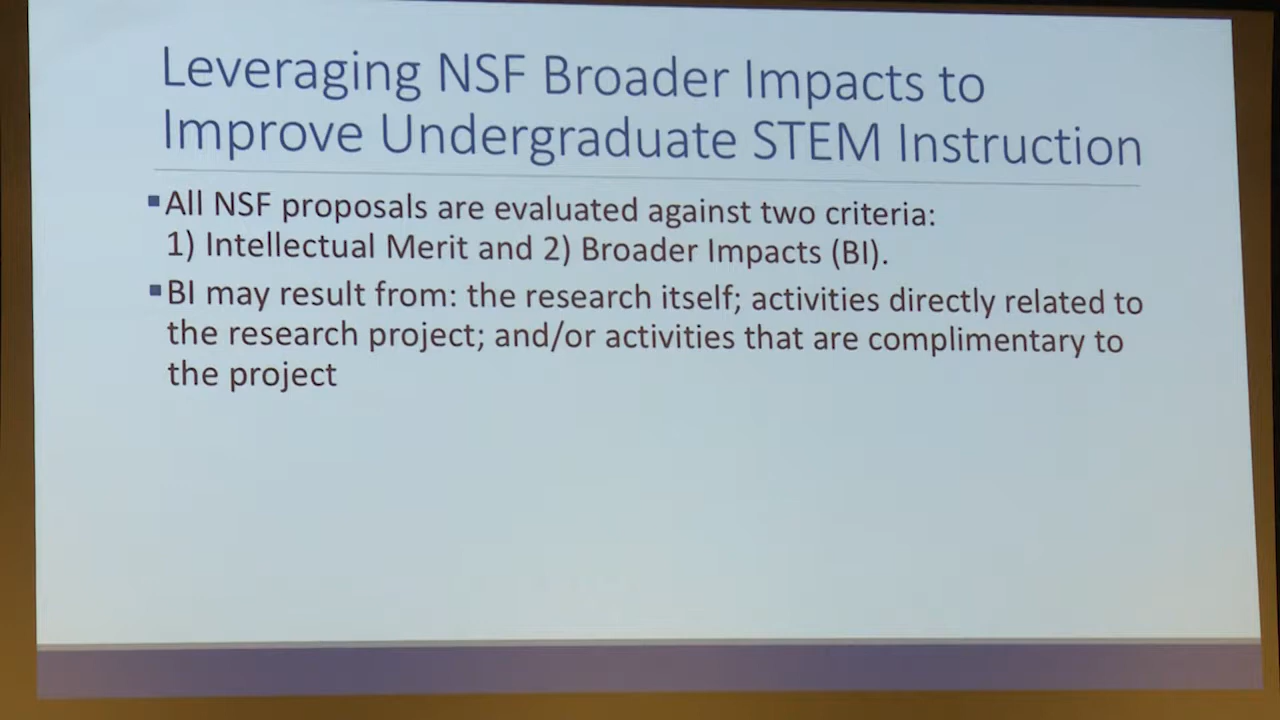 Leveraging NSF Broader Impacts to
Improve Undergraduate STEM Instruction
▪All NSF proposals are evaluated against two criteria:
1) Intellectual Merit and 2) Broader Impacts (BI).
▪BI may result from: the research itself; activities directly related to
the research project; and/or activities that are complimentary to
the project